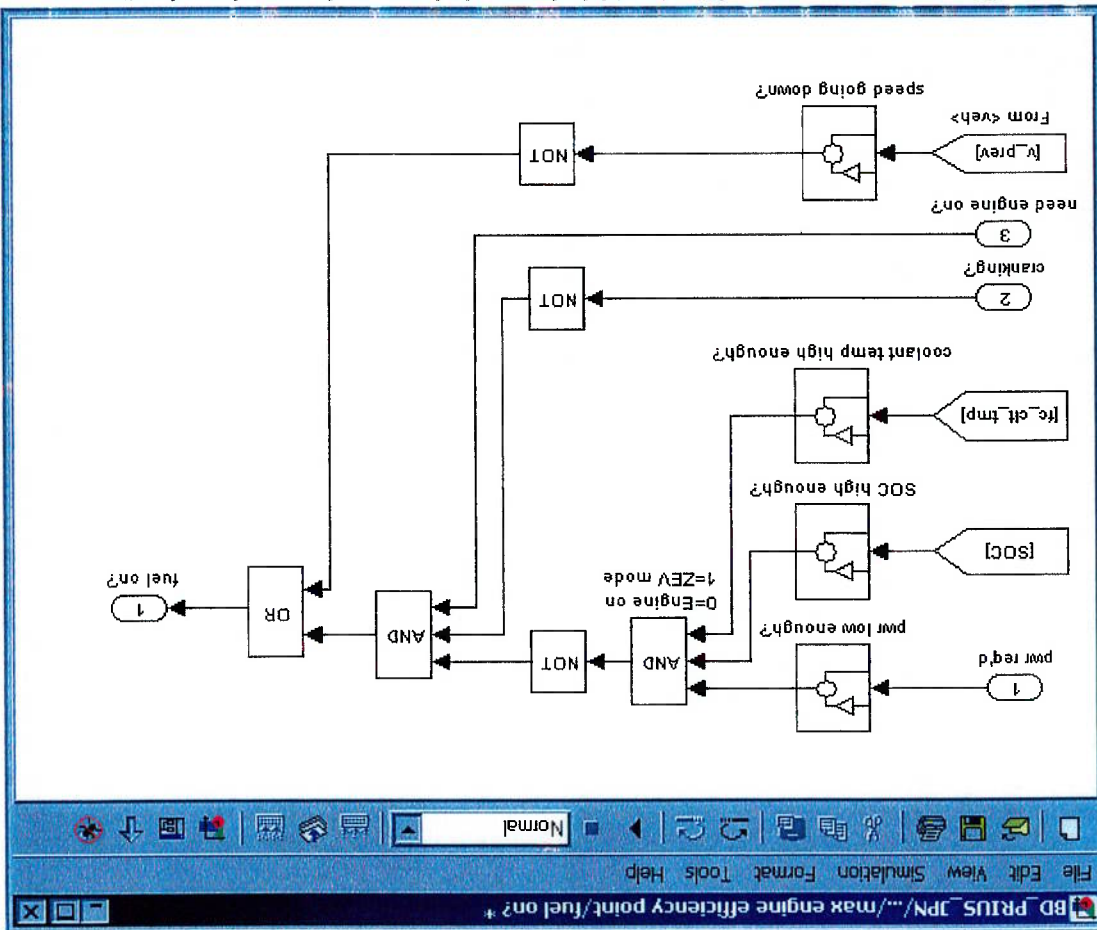 BD_PRIUS_JPN/.../max engine efficiency point/fuel on? *
File Edit View Simulation Format Tools Help
Normal
1
pwr req'd
pwr low enough?
AND
NOT
AND
OR
1
fuel on?
0=Engine on
1=ZEV mode
[SOC]
SOC high enough?
[fc_clt_tmp]
coolant temp high enough?
2
cranking?
NOT
3
need engine on?
[v_prev]
From <veh>
speed going down?
NOT